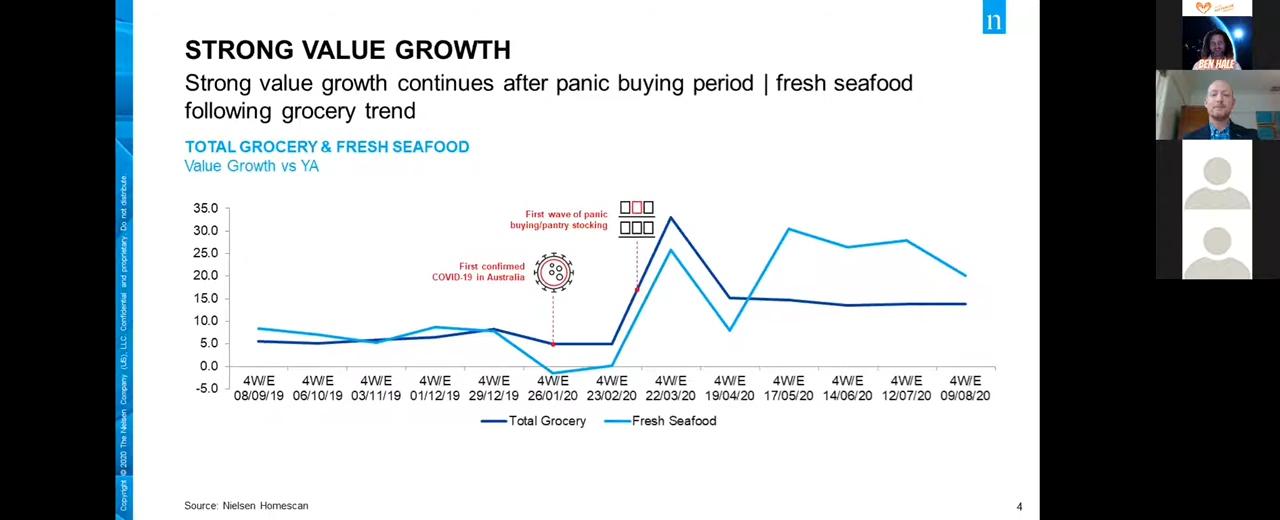 n
STRONG VALUE GROWTH
Strong value growth continues after panic buying period | fresh seafood
following grocery trend
TOTAL GROCERY & FRESH SEAFOOD
Value Growth vs YA
35.0
30.0
25.0
20.0
15.0
10.0
5.0
0.0
-5.0
First wave of panic
buying/pantry stocking
First confirmed
COVID-19 in Australia
4W/E 4W/E 4W/E 4W/E 4W/E 4W/E 4W/E 4W/E 4W/E 4W/E 4W/E 4W/E 4W/E
08/09/19 06/10/19 03/11/19 01/12/19 29/12/19 26/01/20 23/02/20 22/03/20 19/04/20 17/05/20 14/06/20 12/07/20 09/08/20
Total Grocery Fresh Seafood
Source: Nielsen Homescan
4
Copyright © 2020 The Nielsen Company (US), LLC. Confidential and proprietary. Do not distribute.
BEN HALE